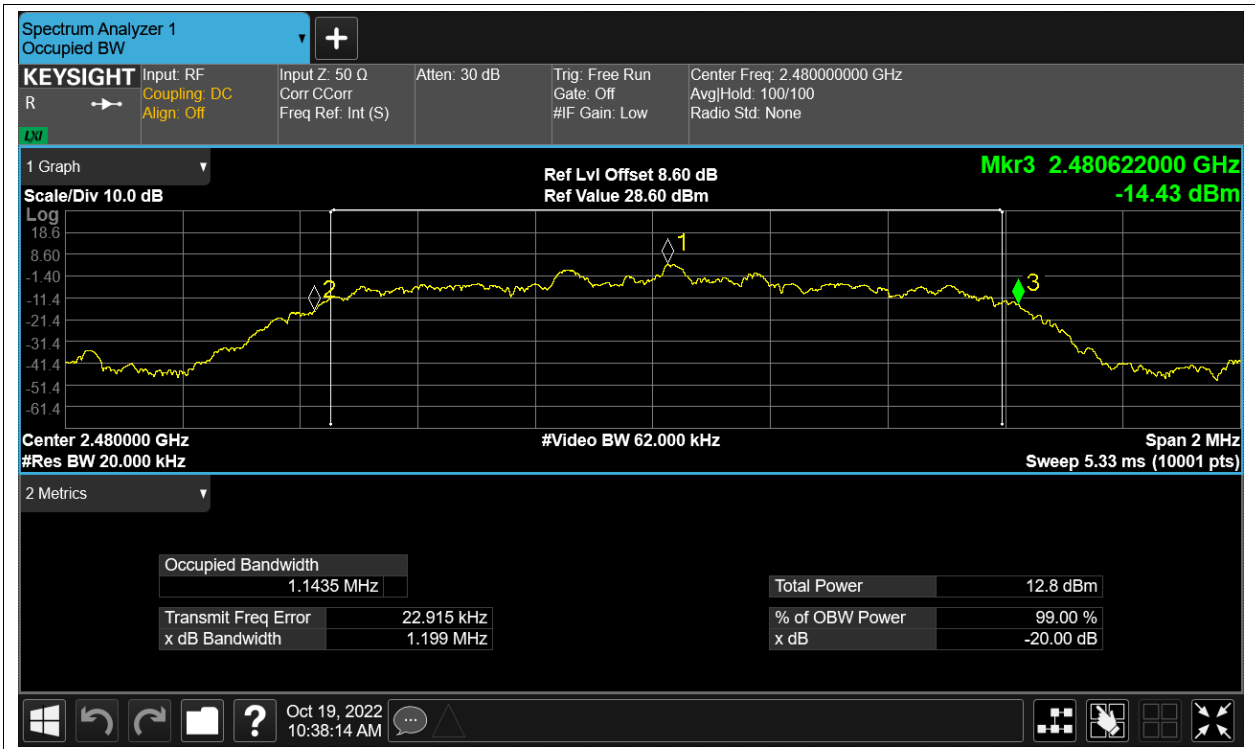 Spectrum Analyzer 1
Occupied BW
KEYSIGHT
R
LXI
Input: RF
Coupling: DC
Align: Off
Input Z: 50 Ω
Corr CCorr
Freq Ref: Int (S)
Atten: 30 dB
Trig: Free Run
Gate: Off
#IF Gain: Low
Center Freq: 2.480000000 GHz
Avg|Hold: 100/100
Radio Std: None
1 Graph
Scale/Div 10.0 dB
Ref Lvl Offset 8.60 dB
Ref Value 28.60 dBm
Mkr3 2.480622000 GHz
-14.43 dBm
Log
18.6
8.60
-1.40
-11.4
-21.4
-31.4
-41.4
-51.4
-61.4
1
2
3
Center 2.480000 GHz
#Res BW 20.000 kHz
#Video BW 62.000 kHz
Span 2 MHz
Sweep 5.33 ms (10001 pts)
2 Metrics
Occupied Bandwidth
1.1435 MHz
Transmit Freq Error 22.915 kHz
x dB Bandwidth 1.199 MHz
Total Power 12.8 dBm
% of OBW Power 99.00 %
x dB -20.00 dB
?
Oct 19, 2022
10:38:14 AM